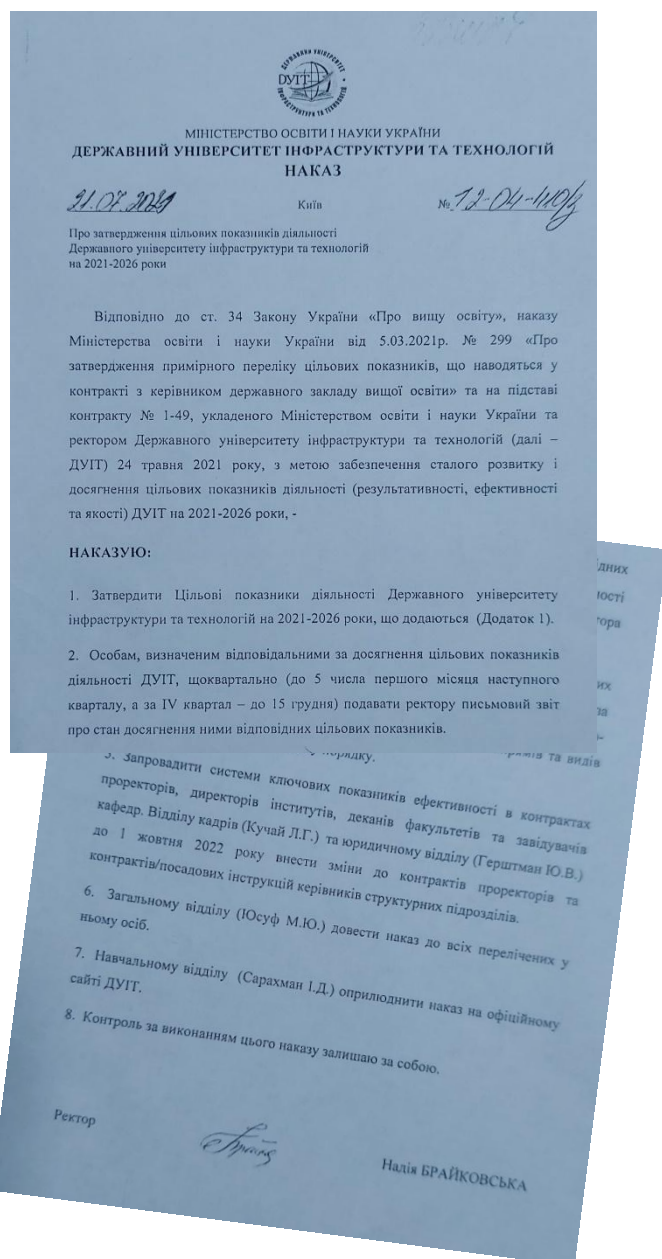 ДЕРЖАВНИЙ УНІВЕРСИТЕТ
ДУІТ
ІНФРАСТРУКТУРИ ТА ТЕХНОЛОГІЙ
МІНІСТЕРСТВО ОСВІТИ І НАУКИ УКРАЇНИ
ДЕРЖАВНИЙ УНІВЕРСИТЕТ ІНФРАСТРУКТУРИ ТА ТЕХНОЛОГІЙ
НАКАЗ
21.07.2021 Київ № 12-04-110/з
Про затвердження цільових показників діяльності
Державного університету інфраструктури та технологій
на 2021-2026 роки
Відповідно до ст. 34 Закону України «Про вищу освіту», наказу
Міністерства освіти і науки України від 5.03.2021р. № 299 «Про
затвердження примірного переліку цільових показників, що наводяться у
контракті з керівником державного закладу вищої освіти» та на підставі
контракту № 1-49, укладеного Міністерством освіти і науки України та
ректором Державного університету інфраструктури та технологій (далі –
ДУІТ) 24 травня 2021 року, з метою забезпечення сталого розвитку і
досягнення цільових показників діяльності (результативності, ефективності
та якості) ДУІТ на 2021-2026 роки, -
НАКАЗУЮ:
1. Затвердити Цільові показники діяльності Державного університету
інфраструктури та технологій на 2021-2026 роки, що додаються (Додаток 1).
2. Особам, визначеним відповідальними за досягнення цільових показників
діяльності ДУІТ, щоквартально (до 5 числа першого місяця наступного
кварталу, а за IV квартал – до 15 грудня) подавати ректору письмовий звіт
про стан досягнення ними відповідних цільових показників.
порядку. та видів
5. Запровадити системи ключових показників ефективності в контрактах
проректорів, директорів інститутів, деканів факультетів та завідувачів
кафедр. Відділу кадрів (Кучай Л.Г.) та юридичному відділу (Герштман Ю.В.)
до 1 жовтня 2022 року внести зміни до контрактів проректорів та
контрактів/посадових інструкцій керівників структурних підрозділів.
6. Загальному відділу (Юсуф М.Ю.) довести наказ до всіх перелічених у
ньому осіб.
7. Навчальному відділу (Сарахман І.Д.) оприлюднити наказ на офіційному
сайті ДУІТ.
8. Контроль за виконанням цього наказу залишаю за собою.
Ректор Надія БРАЙКОВСЬКА